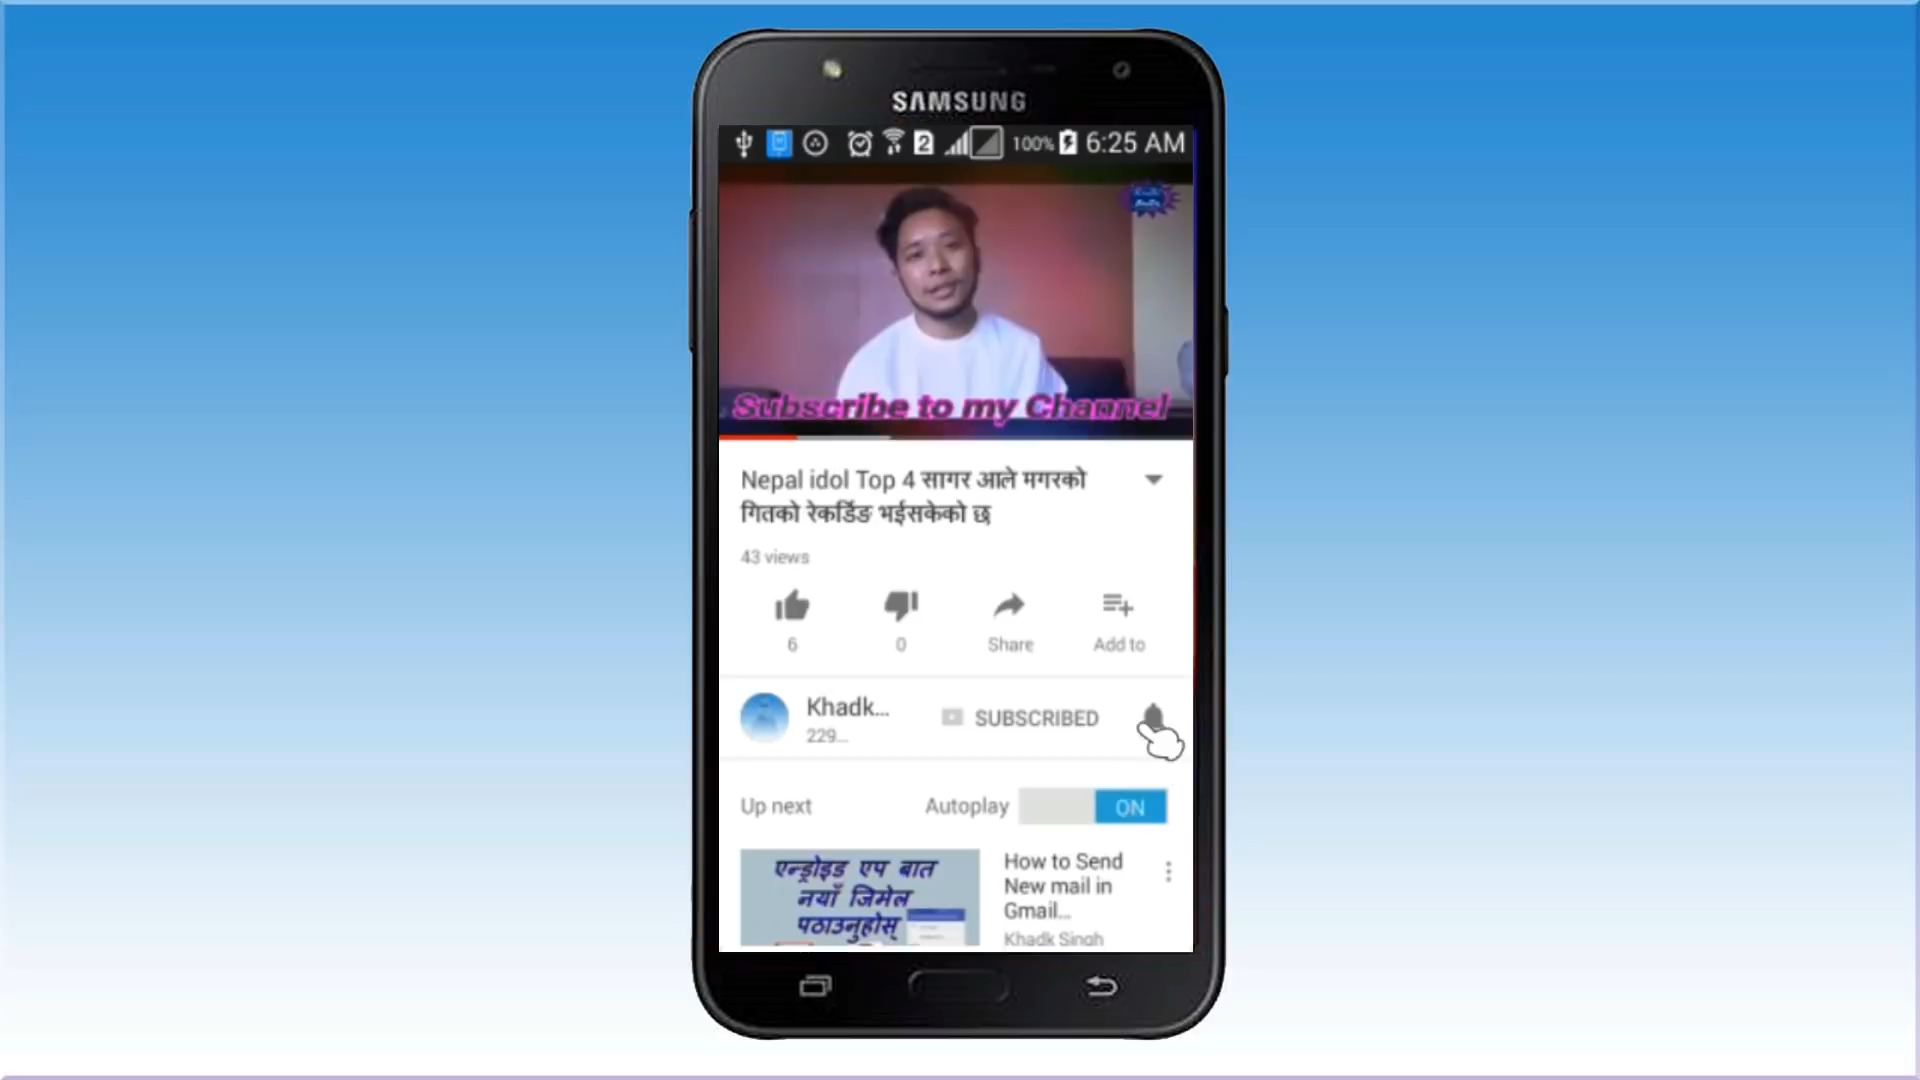 SAMSUNG
2 100% 6:25 AM
Subscribe to my Channel
Nepal idol Top 4 सागर आले मगरको
गितको रेकर्डिङ भईसकेको छ
43 views
6
0
Share
Add to
Khadk...
229...
SUBSCRIBED
Up next
Autoplay
ON
एन्ड्रोइड एप बात
नयाँ जिमेल
पठाउनुहोस्
How to Send
New mail in
Gmail...
Khadk Singh